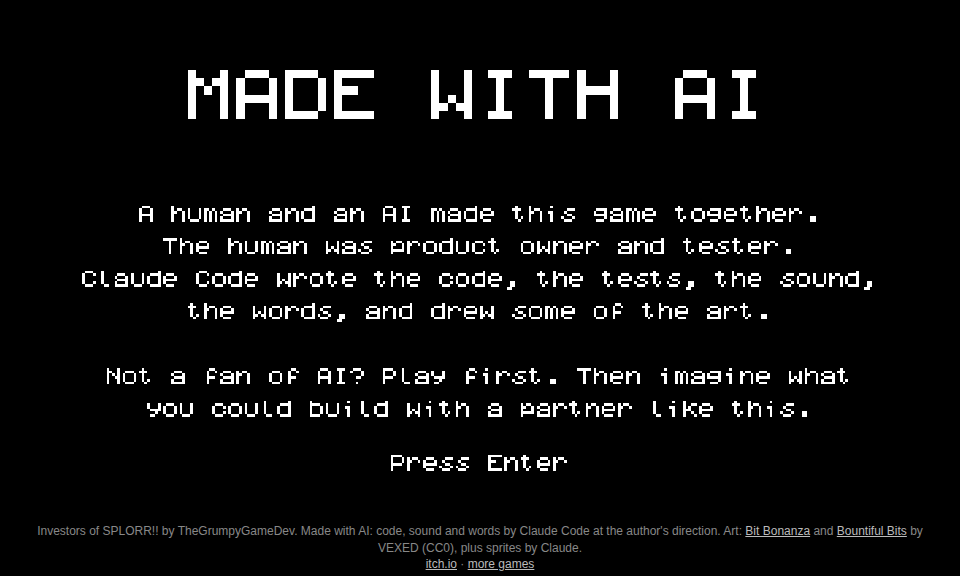 MADE WITH AI
A human and an AI made this game together.
The human was product owner and tester.
Claude Code wrote the code, the tests, the sound,
the words, and drew some of the art.
Not a fan of AI? Play first. Then imagine what
you could build with a partner like this.
Press Enter
Investors of SPLORR!! by TheGrumpyGameDev. Made with AI: code, sound and words by Claude Code at the author's direction. Art: Bit Bonanza and Bountiful Bits by
VEXED (CC0), plus sprites by Claude.
itch.io · more games